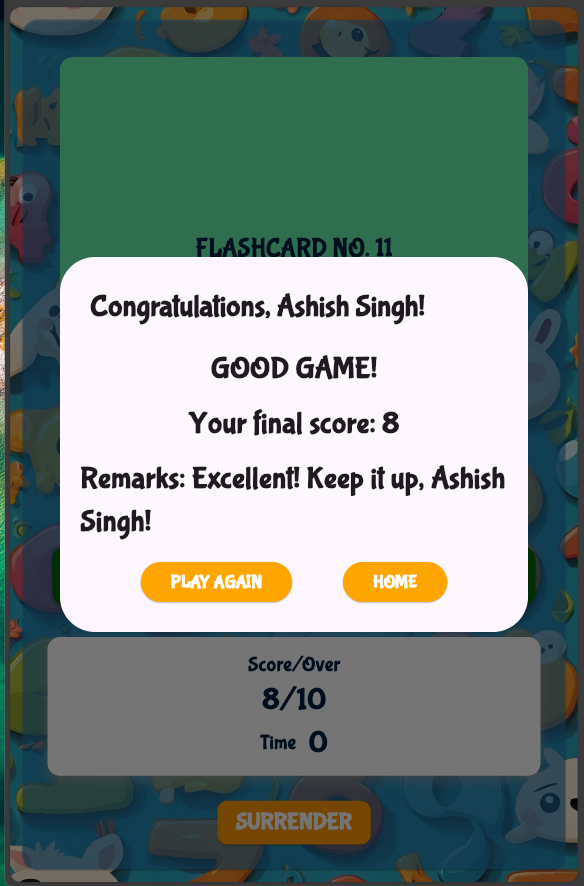 FLASHCARD NO. 11
Congratulations, Ashish Singh!
GOOD GAME!
Your final score: 8
Remarks: Excellent! Keep it up, Ashish
Singh!
PLAY AGAIN
HOME
Score/Over
8/10
Time 0
SURRENDER